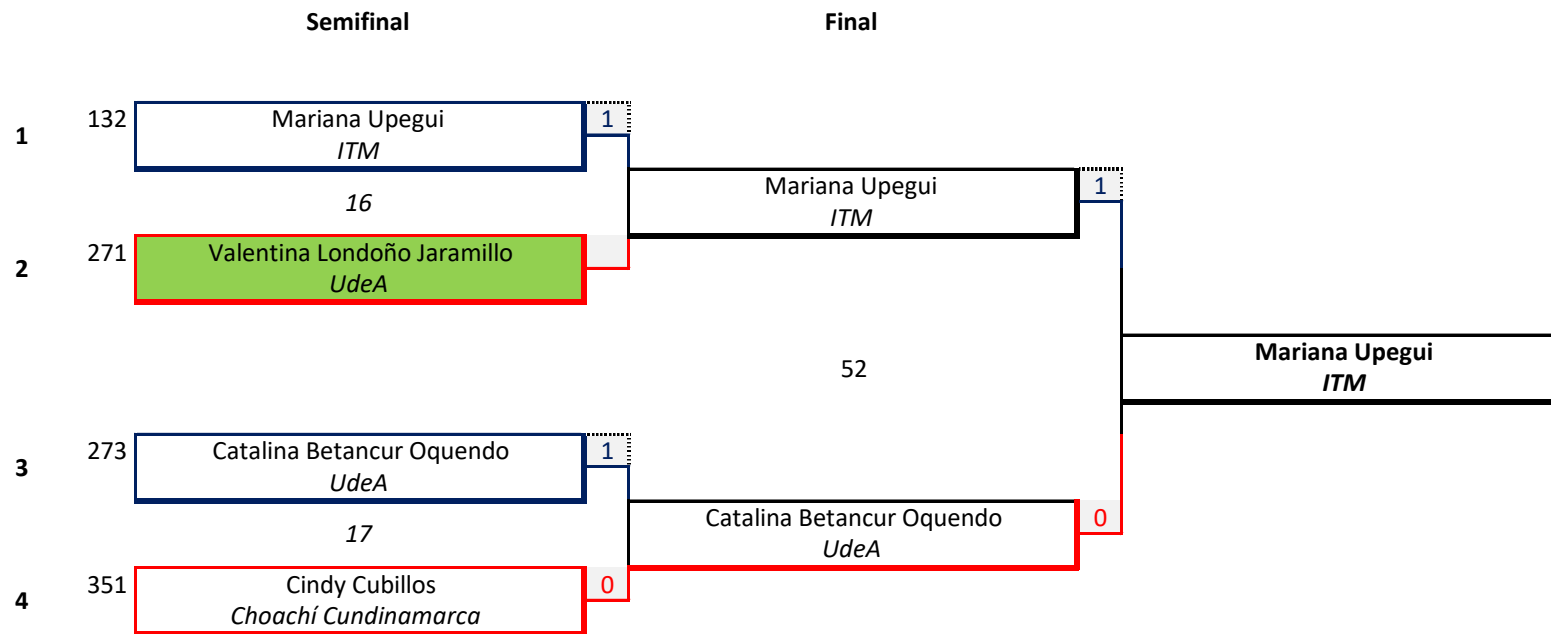 Semifinal Final
132 Mariana Upegui 1
1 ITM
16
Mariana Upegui 1
ITM
271 Valentina Londoño Jaramillo
2 UdeA
52
Mariana Upegui
ITM
273 Catalina Betancur Oquendo 1
3 UdeA
17
Catalina Betancur Oquendo 0
UdeA
351 Cindy Cubillos 0
4 Choachí Cundinamarca